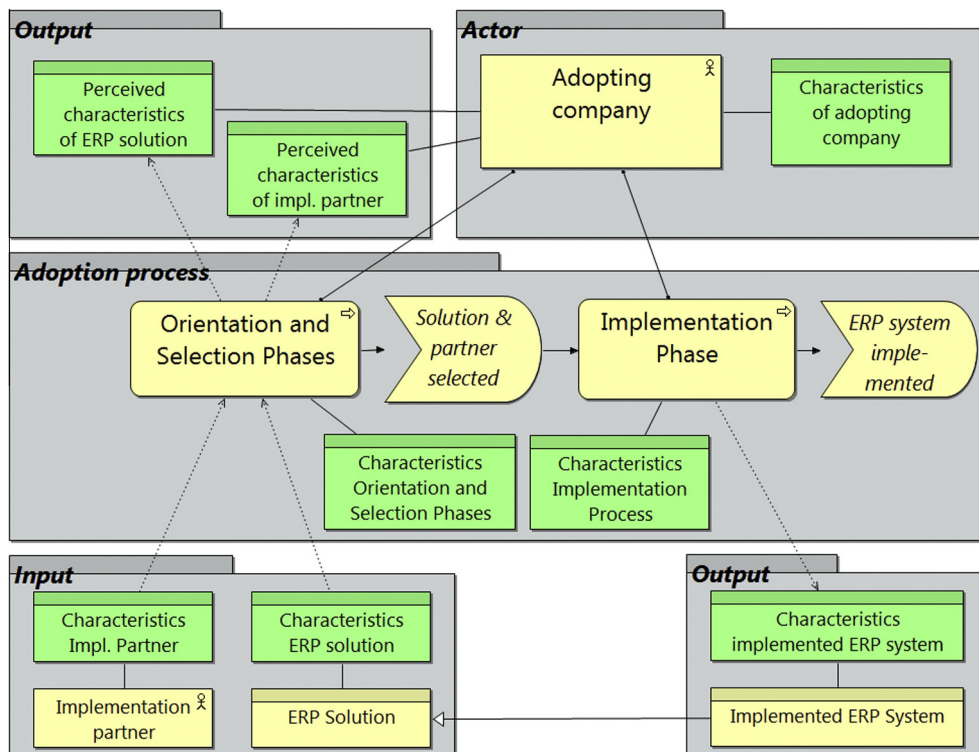 Output
Perceived
characteristics
of ERP solution
Perceived
characteristics
of impl. partner
Actor
Adopting
company
Characteristics
of adopting
company
Adoption process
Orientation and
Selection Phases
Solution &
partner
selected
Implementation
Phase
ERP system
imple-
mented
Characteristics
Orientation and
Selection Phases
Characteristics
Implementation
Process
Input
Characteristics
Impl. Partner
Characteristics
ERP solution
Implementation
partner
ERP Solution
Output
Characteristics
implemented ERP system
Implemented ERP System